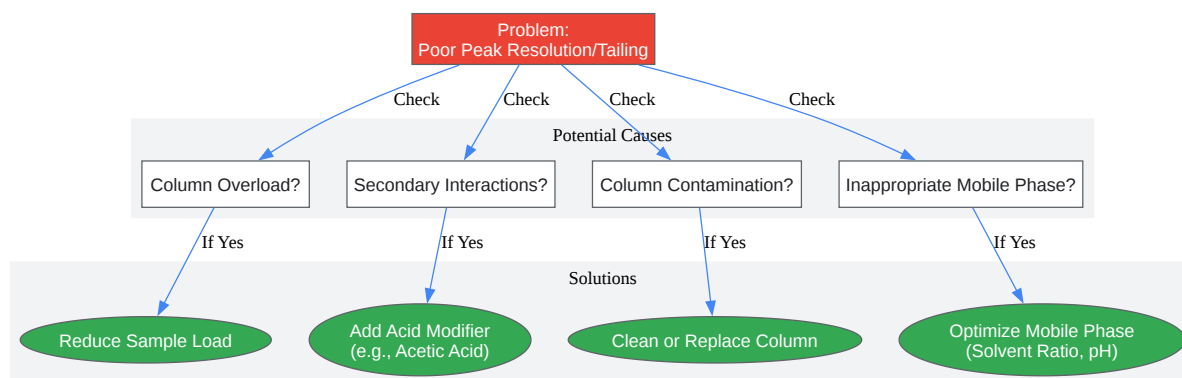 Problem:
Poor Peak Resolution/Tailing
Check
Check
Check
Check
Potential Causes
Column Overload?
Secondary Interactions?
Column Contamination?
Inappropriate Mobile Phase?
If Yes
If Yes
If Yes
If Yes
Solutions
Reduce Sample Load
Add Acid Modifier
(e.g., Acetic Acid)
Clean or Replace Column
Optimize Mobile Phase
(Solvent Ratio, pH)